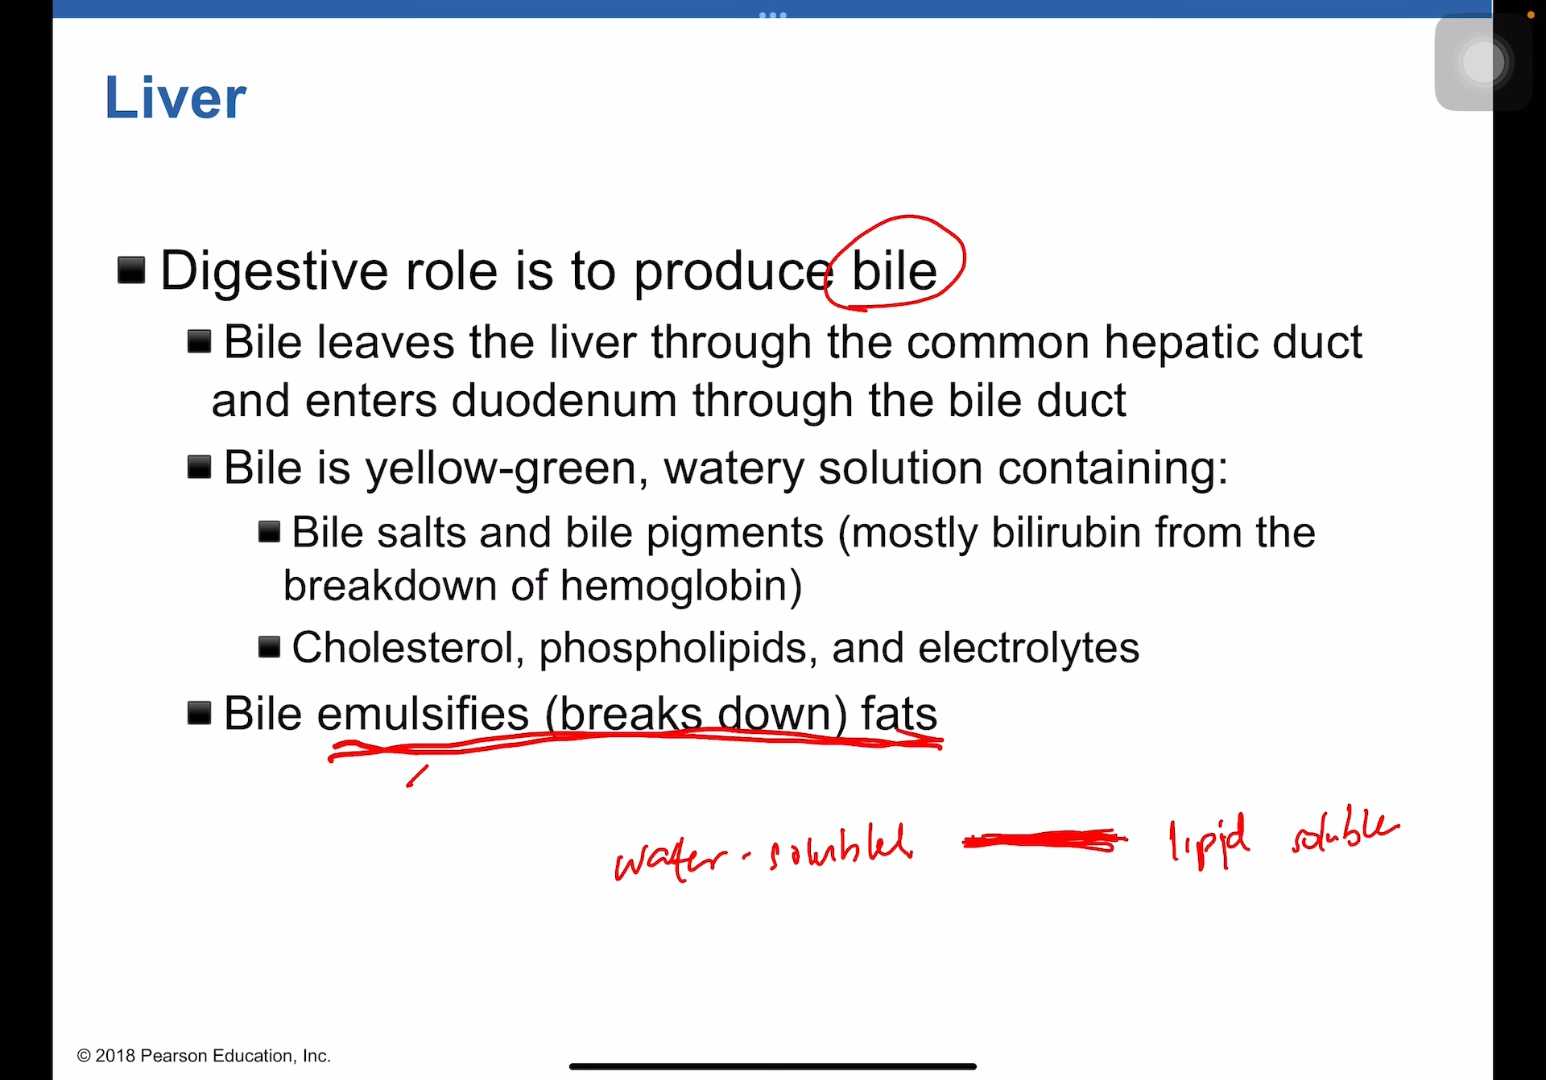 Liver
■ Digestive role is to produce bile
■ Bile leaves the liver through the common hepatic duct
and enters duodenum through the bile duct
■ Bile is yellow-green, watery solution containing:
■ Bile salts and bile pigments (mostly bilirubin from the
breakdown of hemoglobin)
■ Cholesterol, phospholipids, and electrolytes
■ Bile emulsifies (breaks down) fats
water-soluble lipid soluble
© 2018 Pearson Education, Inc.